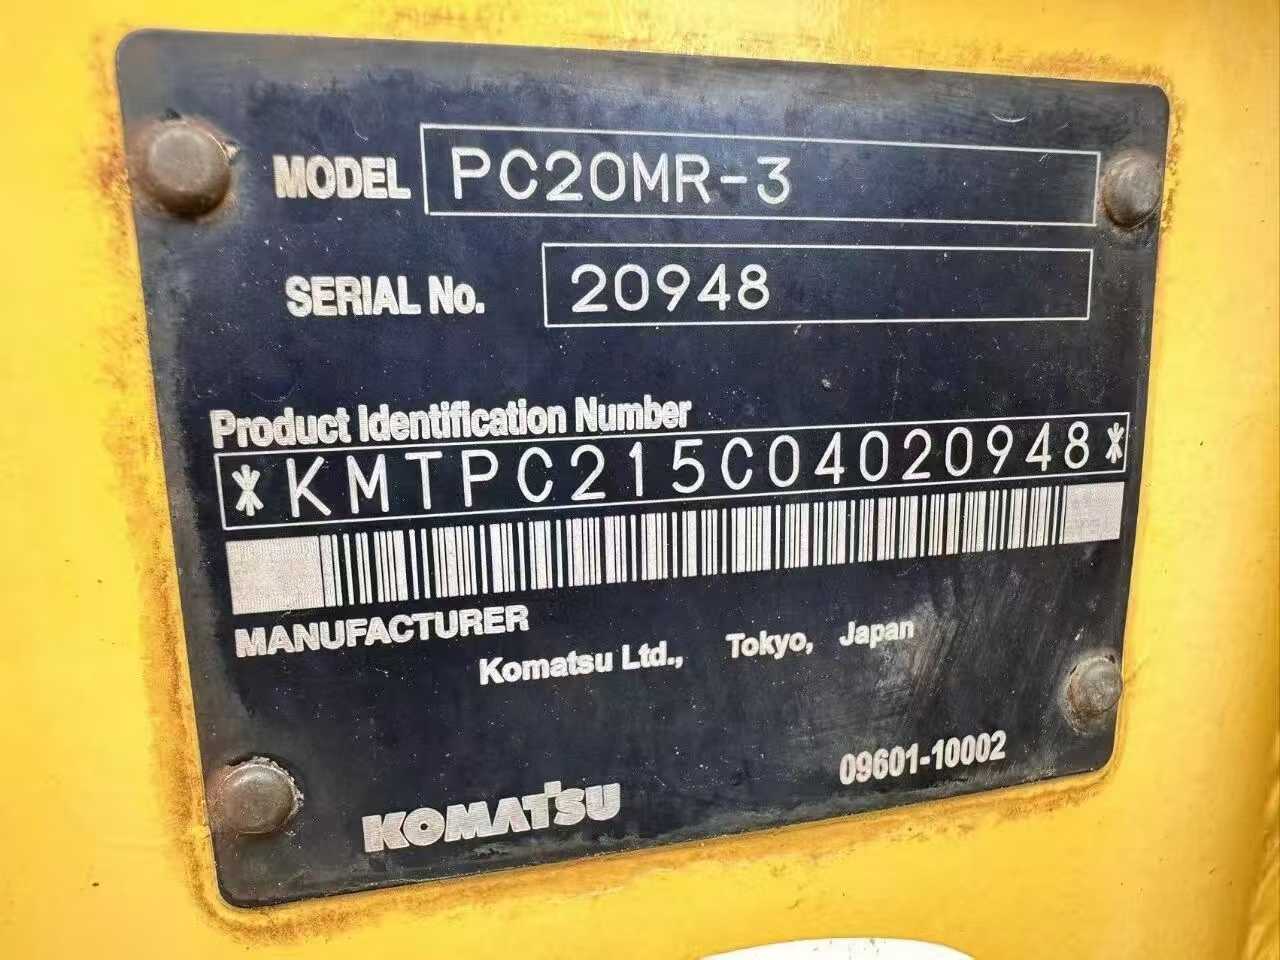 MODEL PC20MR-3
SERIAL No. 20948
Product Identification Number
*KMTPC215C04020948*
MANUFACTURER
Komatsu Ltd., Tokyo, Japan
09601-10002
KOMATSU